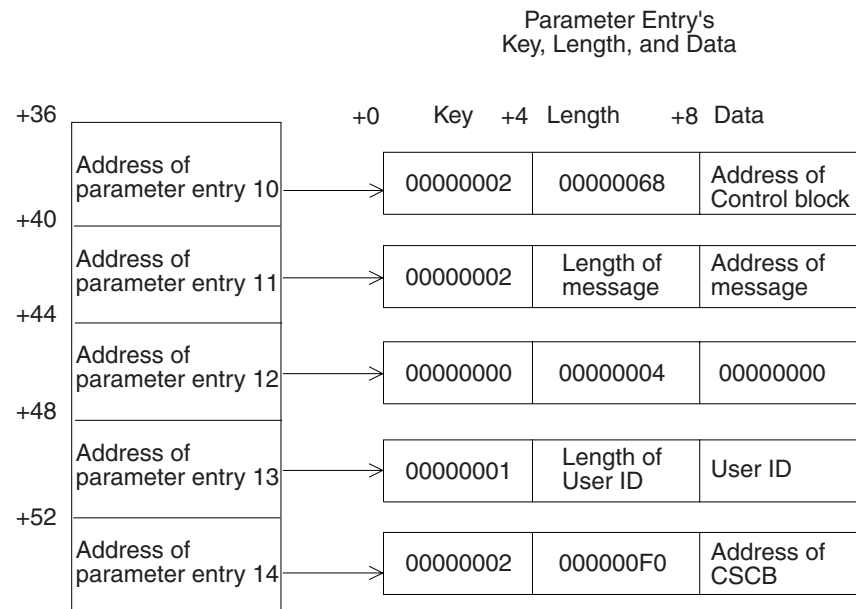 Parameter Entry's
Key, Length, and Data
+36
+0 Key +4 Length +8 Data
Address of
parameter entry 10
00000002 00000068 Address of
Control block
+40
Address of
parameter entry 11
00000002 Length of
message Address of
message
+44
Address of
parameter entry 12
00000000 00000004 00000000
+48
Address of
parameter entry 13
00000001 Length of
User ID User ID
+52
Address of
parameter entry 14
00000002 000000F0 Address of
CSCB